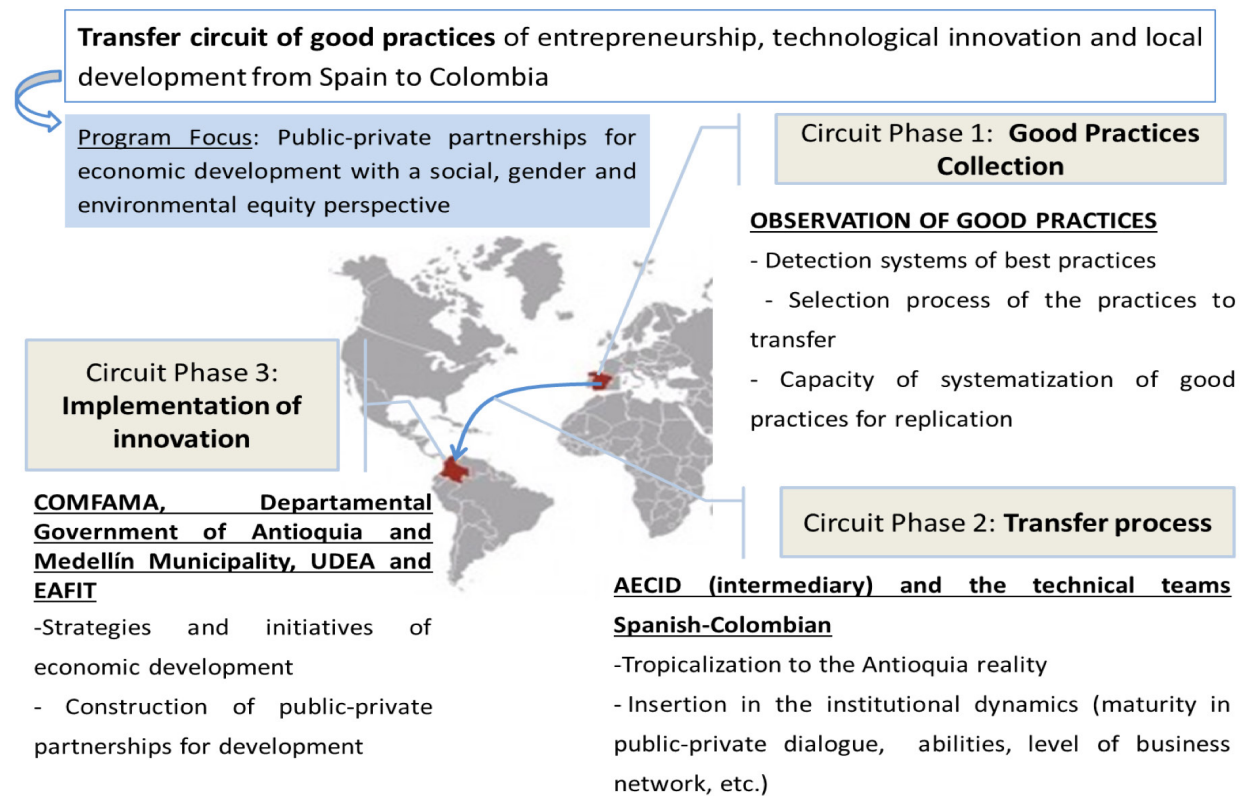 Transfer circuit of good practices of entrepreneurship, technological innovation and local
development from Spain to Colombia
Program Focus: Public-private partnerships for
economic development with a social, gender and
environmental equity perspective
Circuit Phase 1: Good Practices
Collection
OBSERVATION OF GOOD PRACTICES
- Detection systems of best practices
- Selection process of the practices to
transfer
- Capacity of systematization of good
practices for replication
Circuit Phase 2: Transfer process
AECID (intermediary) and the technical teams
Spanish-Colombian
-Tropicalization to the Antioquia reality
- Insertion in the institutional dynamics (maturity in
public-private dialogue, abilities, level of business
network, etc.)
Circuit Phase 3:
Implementation of
innovation
COMFAMA, Departamental
Government of Antioquia and
Medellín Municipality, UDEA and
EAFIT
-Strategies and initiatives of
economic development
- Construction of public-private
partnerships for development